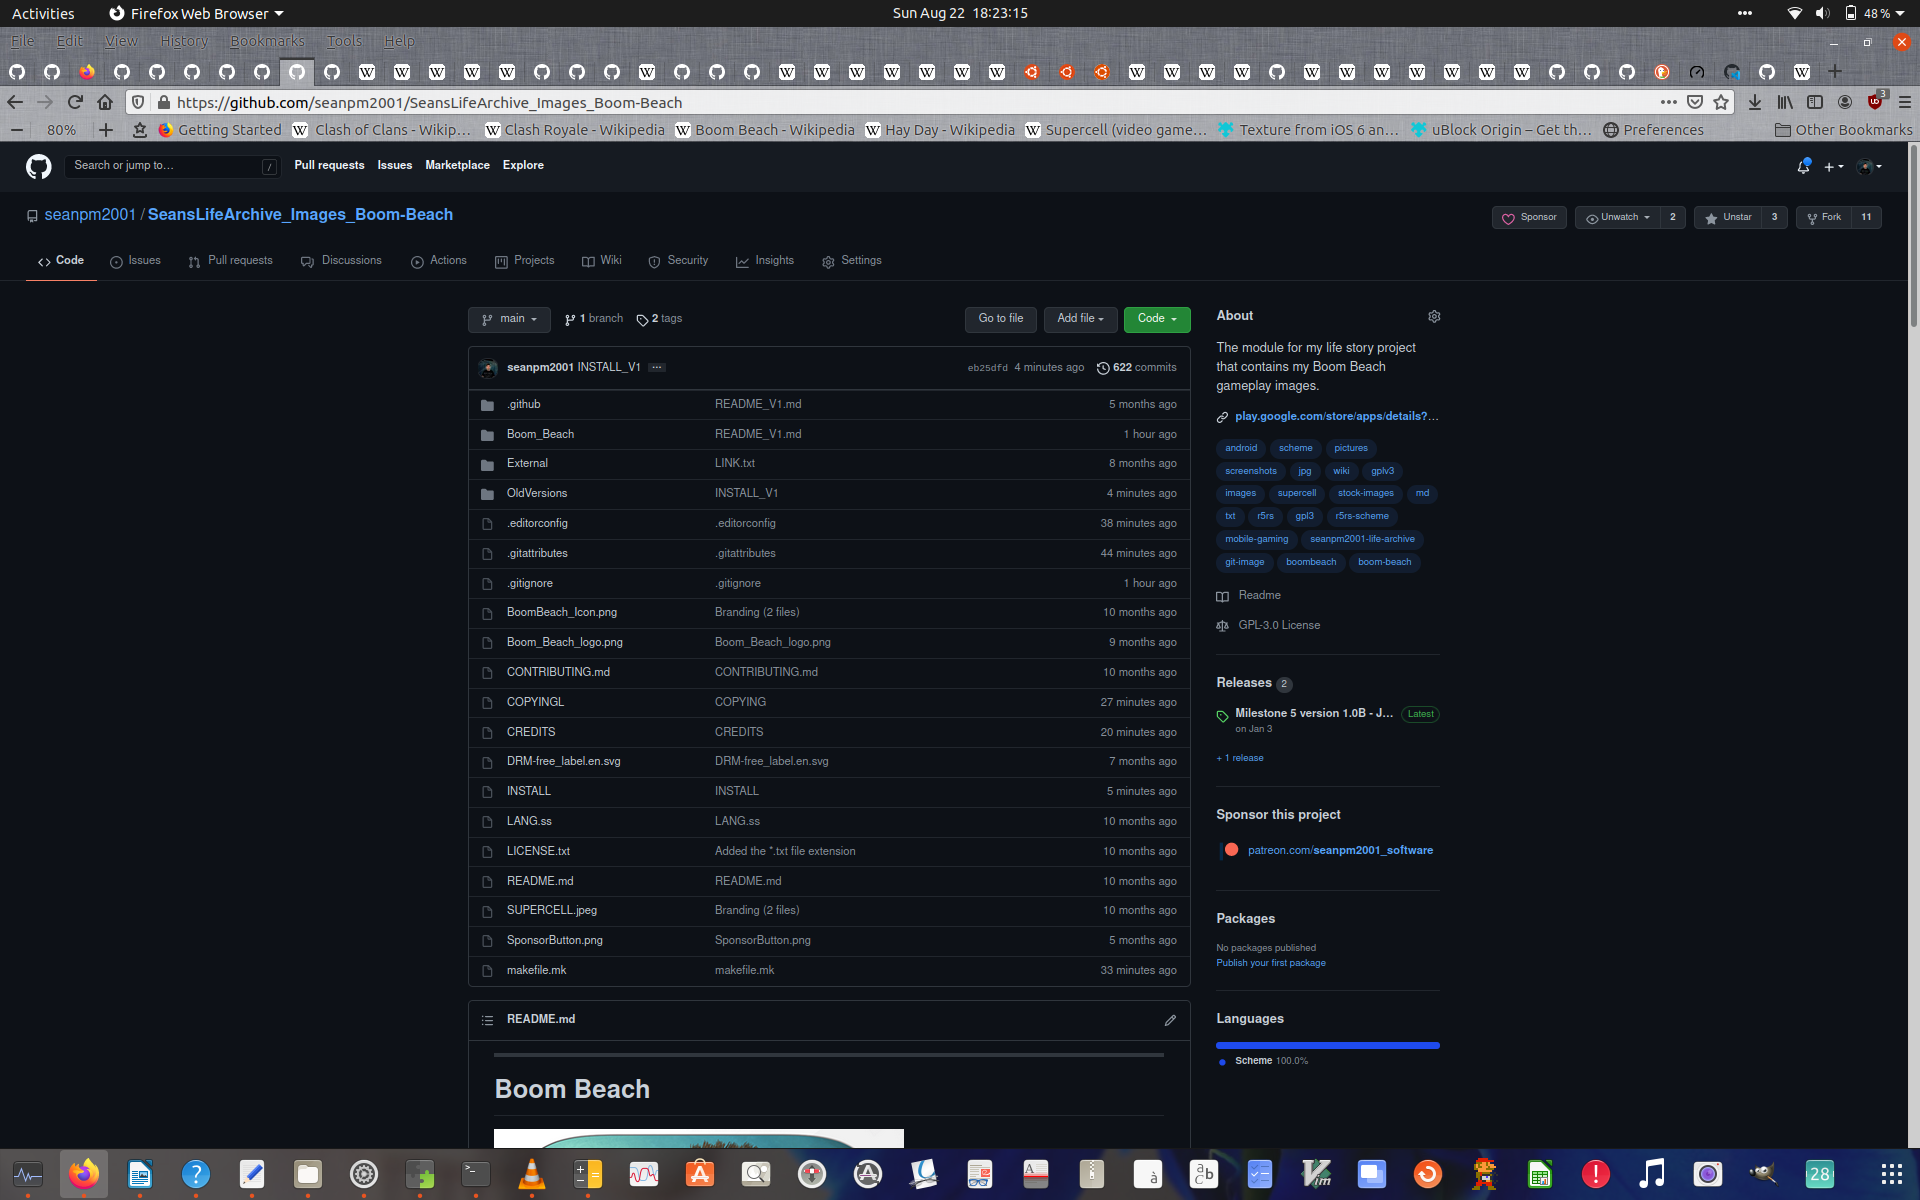 Activities Firefox Web Browser Sun Aug 22 18:23:15 48 %
File Edit View History Bookmarks Tools Help
https://github.com/seanpm2001/SeansLifeArchive_Images_Boom-Beach 3
80% Getting Started Clash of Clans - Wikip… Clash Royale - Wikipedia Boom Beach - Wikipedia Hay Day - Wikipedia Supercell (video game… Texture from iOS 6 an… uBlock Origin – Get th… Preferences Other Bookmarks
Search or jump to… / Pull requests Issues Marketplace Explore
seanpm2001 / SeansLifeArchive_Images_Boom-Beach Sponsor Unwatch 2 Unstar 3 Fork 11
Code Issues Pull requests Discussions Actions Projects Wiki Security Insights Settings
main 1 branch 2 tags Go to file Add file Code
seanpm2001 INSTALL_V1 … eb25dfd 4 minutes ago 622 commits
.github README_V1.md 5 months ago
Boom_Beach README_V1.md 1 hour ago
External LINK.txt 8 months ago
OldVersions INSTALL_V1 4 minutes ago
.editorconfig .editorconfig 38 minutes ago
.gitattributes .gitattributes 44 minutes ago
.gitignore .gitignore 1 hour ago
BoomBeach_Icon.png Branding (2 files) 10 months ago
Boom_Beach_logo.png Boom_Beach_logo.png 9 months ago
CONTRIBUTING.md CONTRIBUTING.md 10 months ago
COPYINGL COPYING 27 minutes ago
CREDITS CREDITS 20 minutes ago
DRM-free_label.en.svg DRM-free_label.en.svg 7 months ago
INSTALL INSTALL 5 minutes ago
LANG.ss LANG.ss 10 months ago
LICENSE.txt Added the *.txt file extension 10 months ago
README.md README.md 10 months ago
SUPERCELL.jpeg Branding (2 files) 10 months ago
SponsorButton.png SponsorButton.png 5 months ago
makefile.mk makefile.mk 33 minutes ago
README.md
Boom Beach
About
The module for my life story project
that contains my Boom Beach
gameplay images.
play.google.com/store/apps/details?…
android scheme pictures
screenshots jpg wiki gplv3
images supercell stock-images md
txt r5rs gpl3 r5rs-scheme
mobile-gaming seanpm2001-life-archive
git-image boombeach boom-beach
Readme
GPL-3.0 License
Releases 2
Milestone 5 version 1.0B - J… Latest
on Jan 3
+ 1 release
Sponsor this project
patreon.com/seanpm2001_software
Packages
No packages published
Publish your first package
Languages
Scheme 100.0%
28